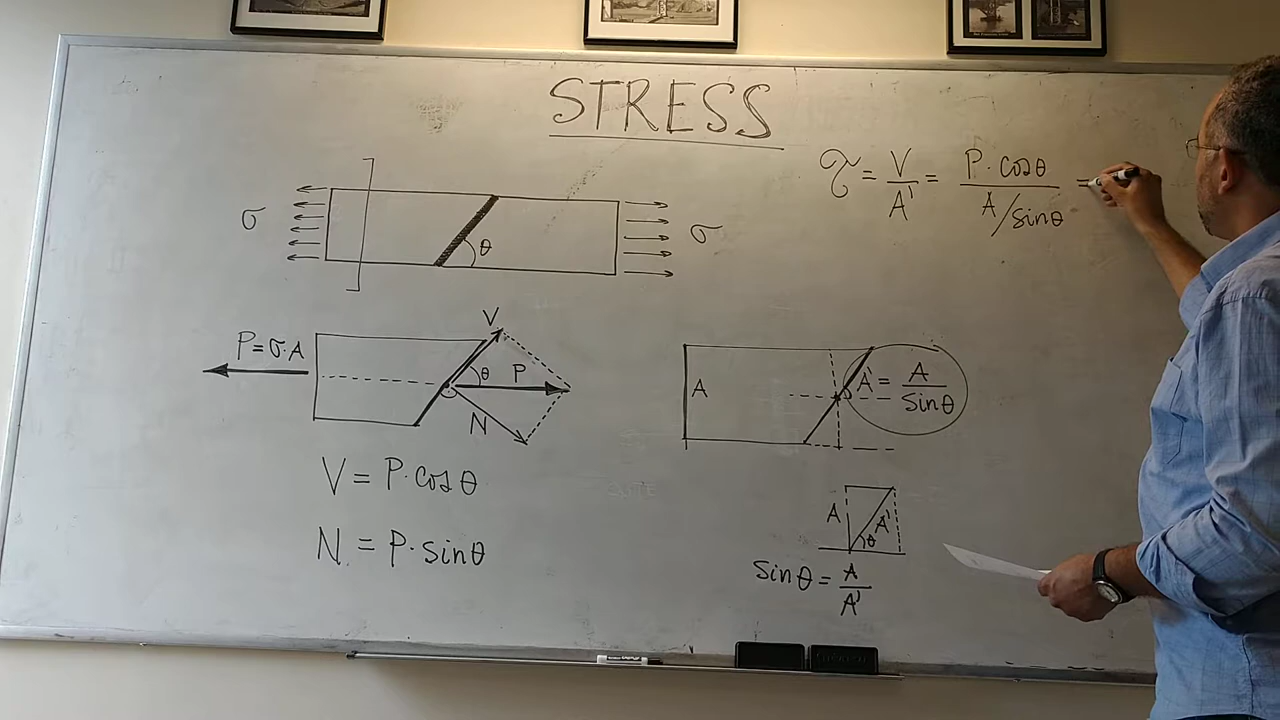 STRESS
τ = V/A' = P·cosθ / A/sinθ =
σ
θ
σ
P=σ·A
V
θ
P
N
V = P·cosθ
N = P·sinθ
A
A' = A/sinθ
A
A'
θ
sinθ = A/A'